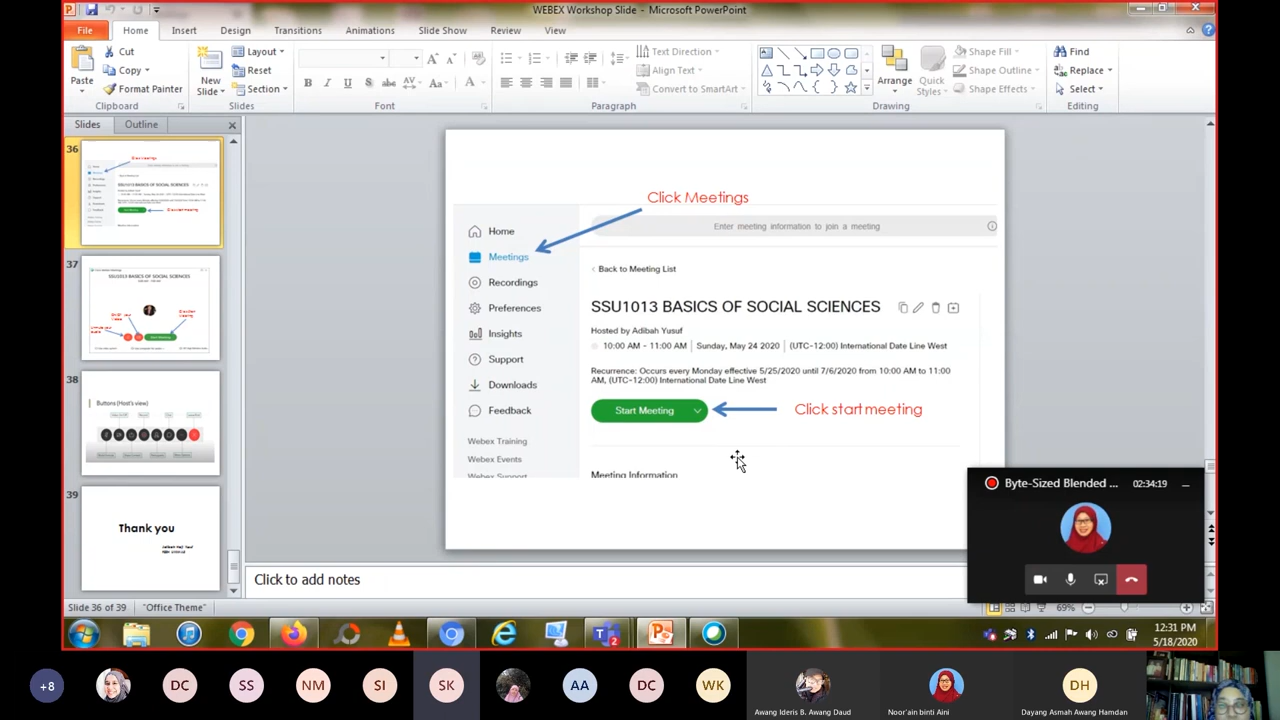 WEBEX Workshop Slide - Microsoft PowerPoint
File Home Insert Design Transitions Animations Slide Show Review View
Paste
Cut
Copy
Format Painter
Clipboard
New Slide
Layout
Reset
Section
Slides
Font
Text Direction
Align Text
Convert to SmartArt
Paragraph
Arrange
Quick Styles
Shape Fill
Shape Outline
Shape Effects
Drawing
Find
Replace
Select
Editing
Slides Outline
36
37
38
Buttons (Host's view)
39
Thank you
Click Meetings
Enter meeting information to join a meeting
Home
Meetings
Recordings
Preferences
Insights
Support
Downloads
Feedback
Webex Training
Webex Events
Webex Support
Back to Meeting List
SSU1013 BASICS OF SOCIAL SCIENCES
Hosted by Adibah Yusuf
10:00 AM - 11:00 AM | Sunday, May 24 2020 | (UTC-12:00) International Date Line West
Recurrence: Occurs every Monday effective 5/25/2020 until 7/6/2020 from 10:00 AM to 11:00
AM, (UTC-12:00) International Date Line West
Start Meeting
Click start meeting
Meeting Information
Byte-Sized Blended ... 02:34:19
Click to add notes
Slide 36 of 39 "Office Theme" 69%
12:31 PM
5/18/2020
+8 DC SS NM SI SK AA DC WK DH
Awang Ideris B. Awang Daud
Noor'ain binti Aini
Dayang Asmah Awang Hamdan